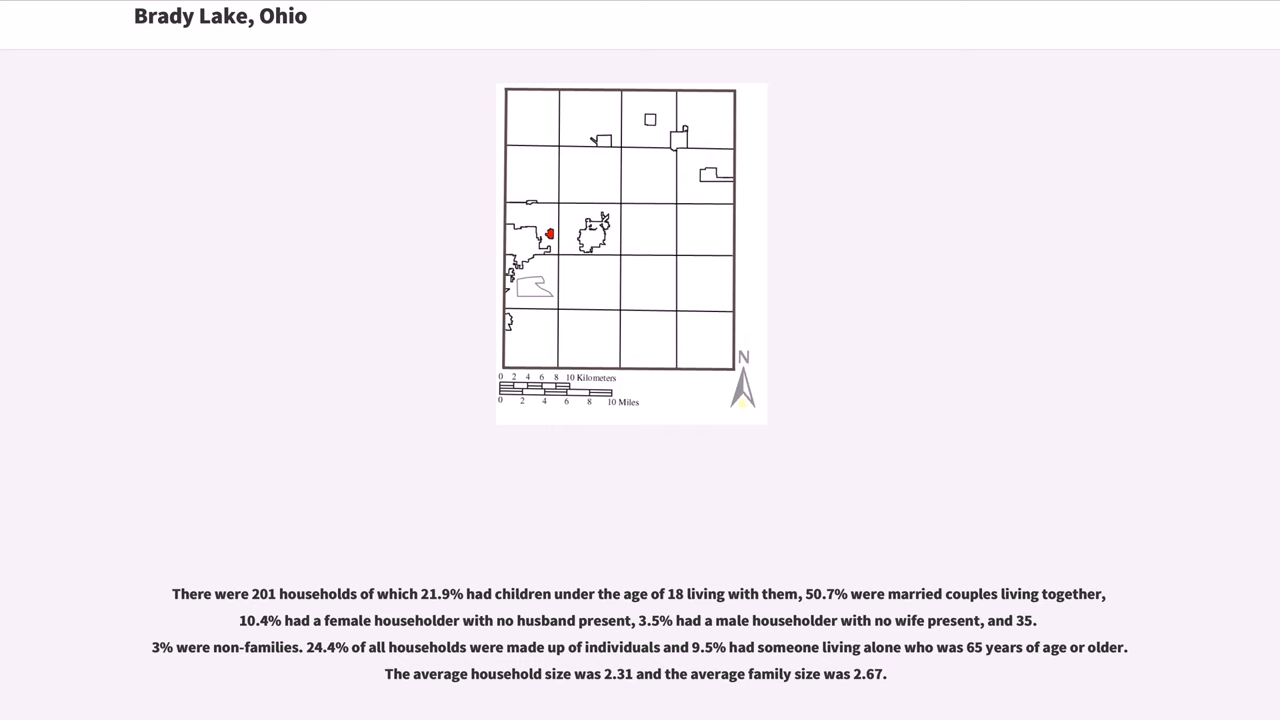 Brady Lake, Ohio
N
0 2 4 6 8 10 Kilometers
0 2 4 6 8 10 Miles
There were 201 households of which 21.9% had children under the age of 18 living with them, 50.7% were married couples living together,
10.4% had a female householder with no husband present, 3.5% had a male householder with no wife present, and 35.
3% were non-families. 24.4% of all households were made up of individuals and 9.5% had someone living alone who was 65 years of age or older.
The average household size was 2.31 and the average family size was 2.67.